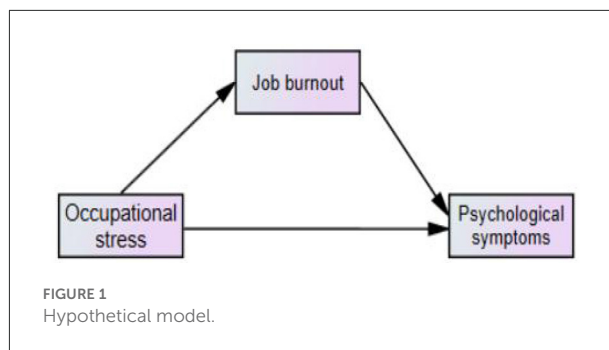 Job burnout
Occupational
stress
Psychological
symptoms
FIGURE 1
Hypothetical model.